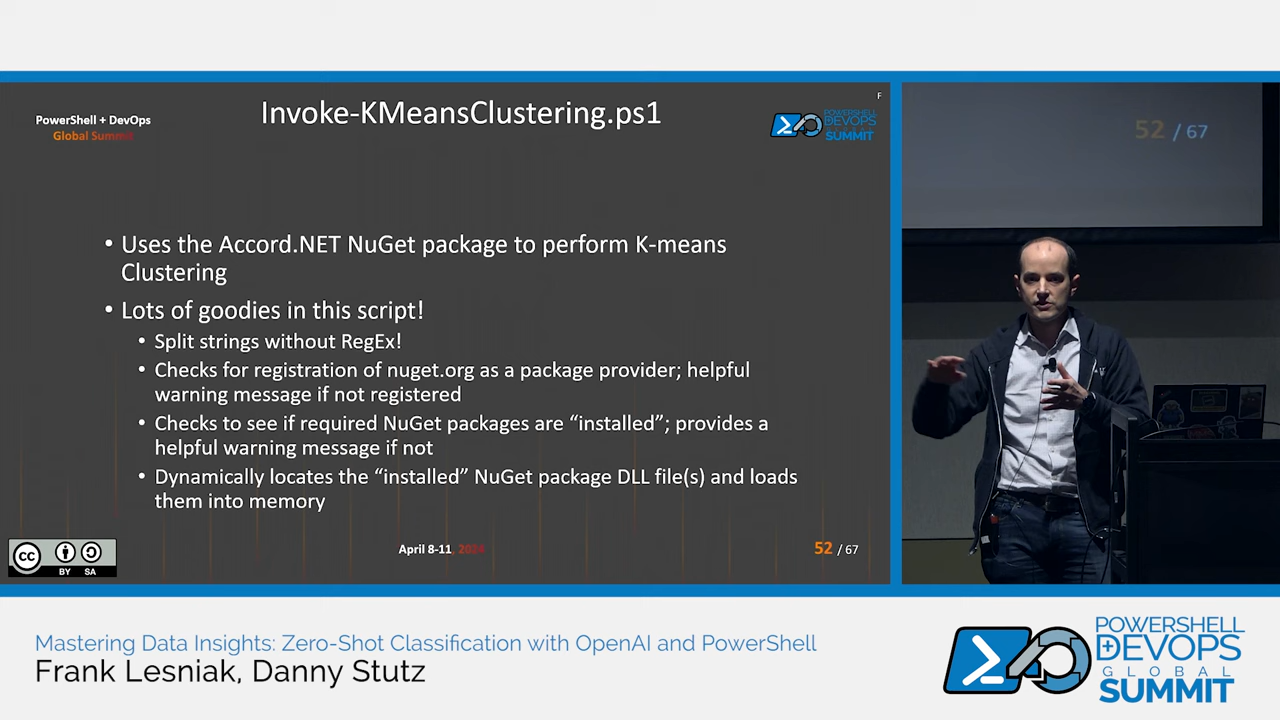 F
PowerShell + DevOps
Global Summit
Invoke-KMeansClustering.ps1
POWERSHELL
DEVOPS
GLOBAL
SUMMIT
52 / 67
• Uses the Accord.NET NuGet package to perform K-means
Clustering
• Lots of goodies in this script!
• Split strings without RegEx!
• Checks for registration of nuget.org as a package provider; helpful
warning message if not registered
• Checks to see if required NuGet packages are “installed”; provides a
helpful warning message if not
• Dynamically locates the “installed” NuGet package DLL file(s) and loads
them into memory
cc
BY SA
April 8-11, 2024
52 / 67
Mastering Data Insights: Zero-Shot Classification with OpenAI and PowerShell
Frank Lesniak, Danny Stutz
POWERSHELL
DEVOPS
GLOBAL
SUMMIT